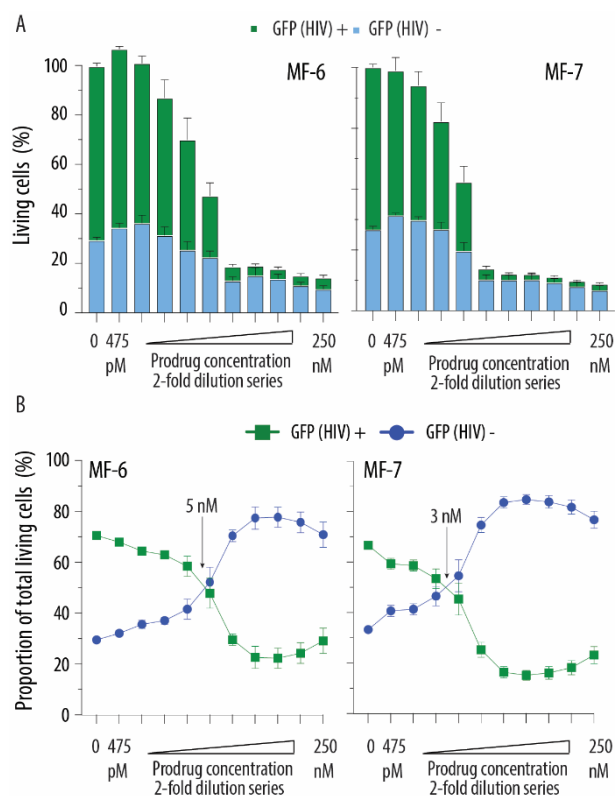 A
GFP (HIV) + GFP (HIV) -
MF-6
MF-7
Living cells (%)
100
80
60
40
20
0
0 475 pM
Prodrug concentration
2-fold dilution series
250 nM
0 475 pM
Prodrug concentration
2-fold dilution series
250 nM
B
GFP (HIV) + GFP (HIV) -
MF-6
MF-7
5 nM
3 nM
Proportion of total living cells (%)
100
80
60
40
20
0
0 475 pM
Prodrug concentration
2-fold dilution series
250 nM
0 475 pM
Prodrug concentration
2-fold dilution series
250 nM